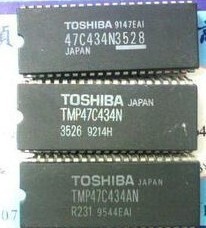 TOSHIBA 9147EAI
47C434N3528
JAPAN
TOSHIBA JAPAN
TMP47C434N
3526 9214H
TOSHIBA JAPAN
TMP47C434AN
R231 9544EAI